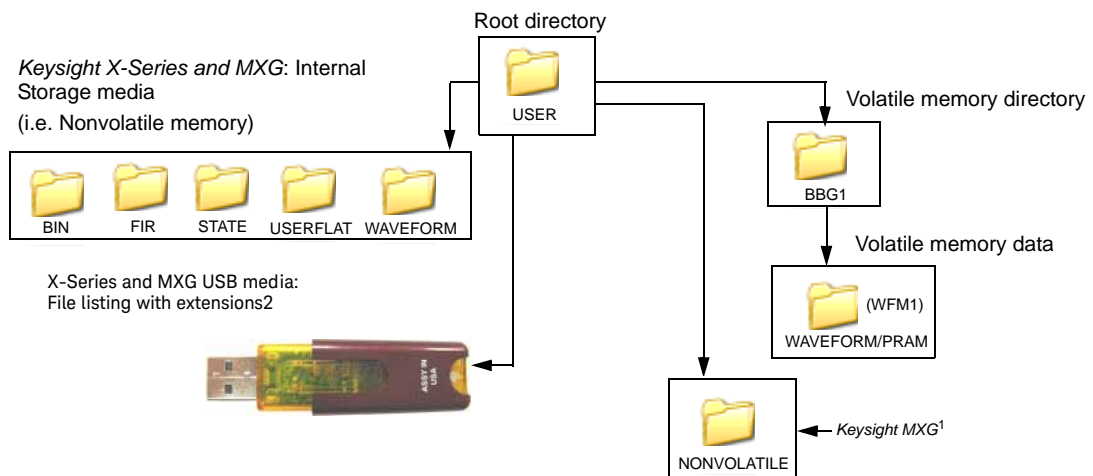 Root directory
USER
Keysight X-Series and MXG: Internal
Storage media
(i.e. Nonvolatile memory)
BIN
FIR
STATE
USERFLAT
WAVEFORM
Volatile memory directory
BBG1
Volatile memory data
(WFM1)
WAVEFORM/PRAM
X-Series and MXG USB media:
File listing with extensions2
ASSY IN
USA
Keysight MXG1
NONVOLATILE